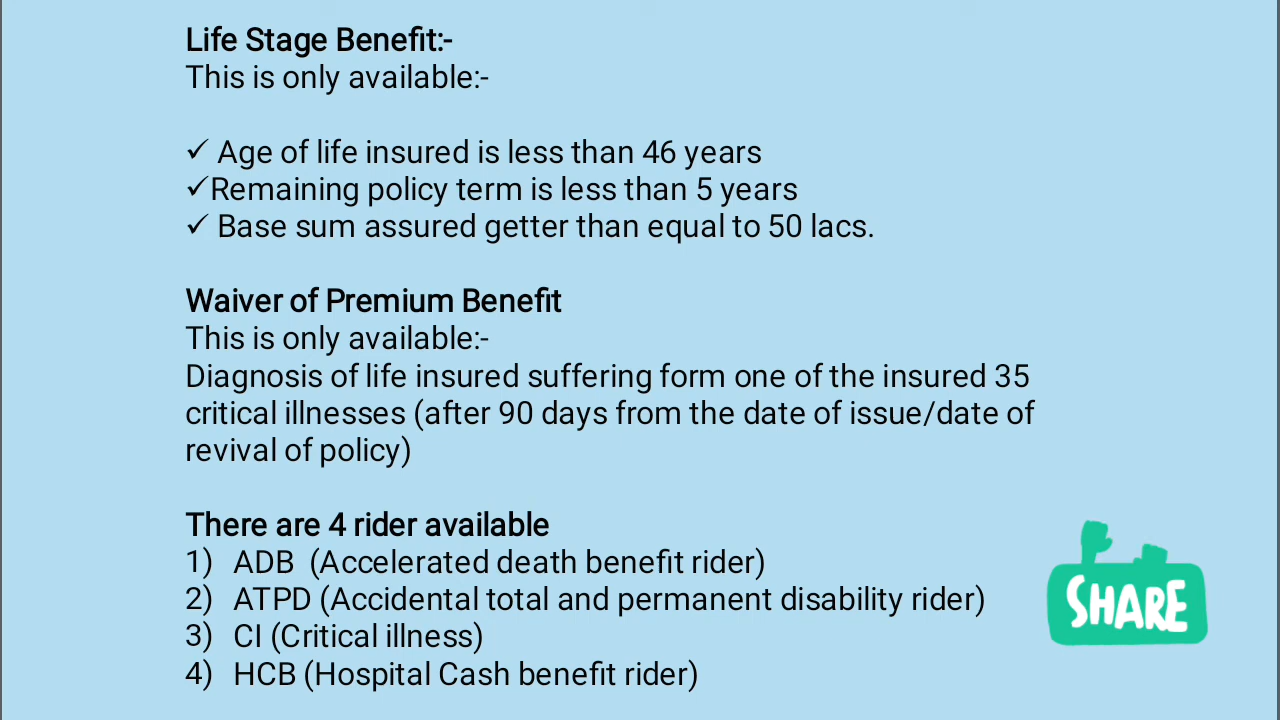 Life Stage Benefit:-
This is only available:-
✓ Age of life insured is less than 46 years
✓Remaining policy term is less than 5 years
✓ Base sum assured getter than equal to 50 lacs.
Waiver of Premium Benefit
This is only available:-
Diagnosis of life insured suffering form one of the insured 35
critical illnesses (after 90 days from the date of issue/date of
revival of policy)
There are 4 rider available
1) ADB (Accelerated death benefit rider)
2) ATPD (Accidental total and permanent disability rider)
3) CI (Critical illness)
4) HCB (Hospital Cash benefit rider)
SHARE